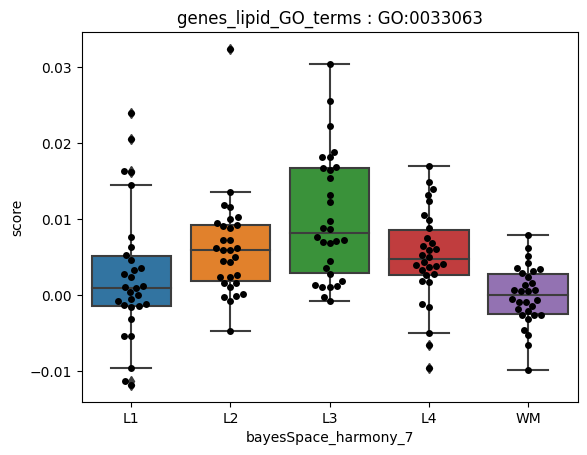 genes_lipid_GO_terms : GO:0033063
score
0.03
0.02
0.01
0.00
−0.01
L1 L2 L3 L4 WM
bayesSpace_harmony_7